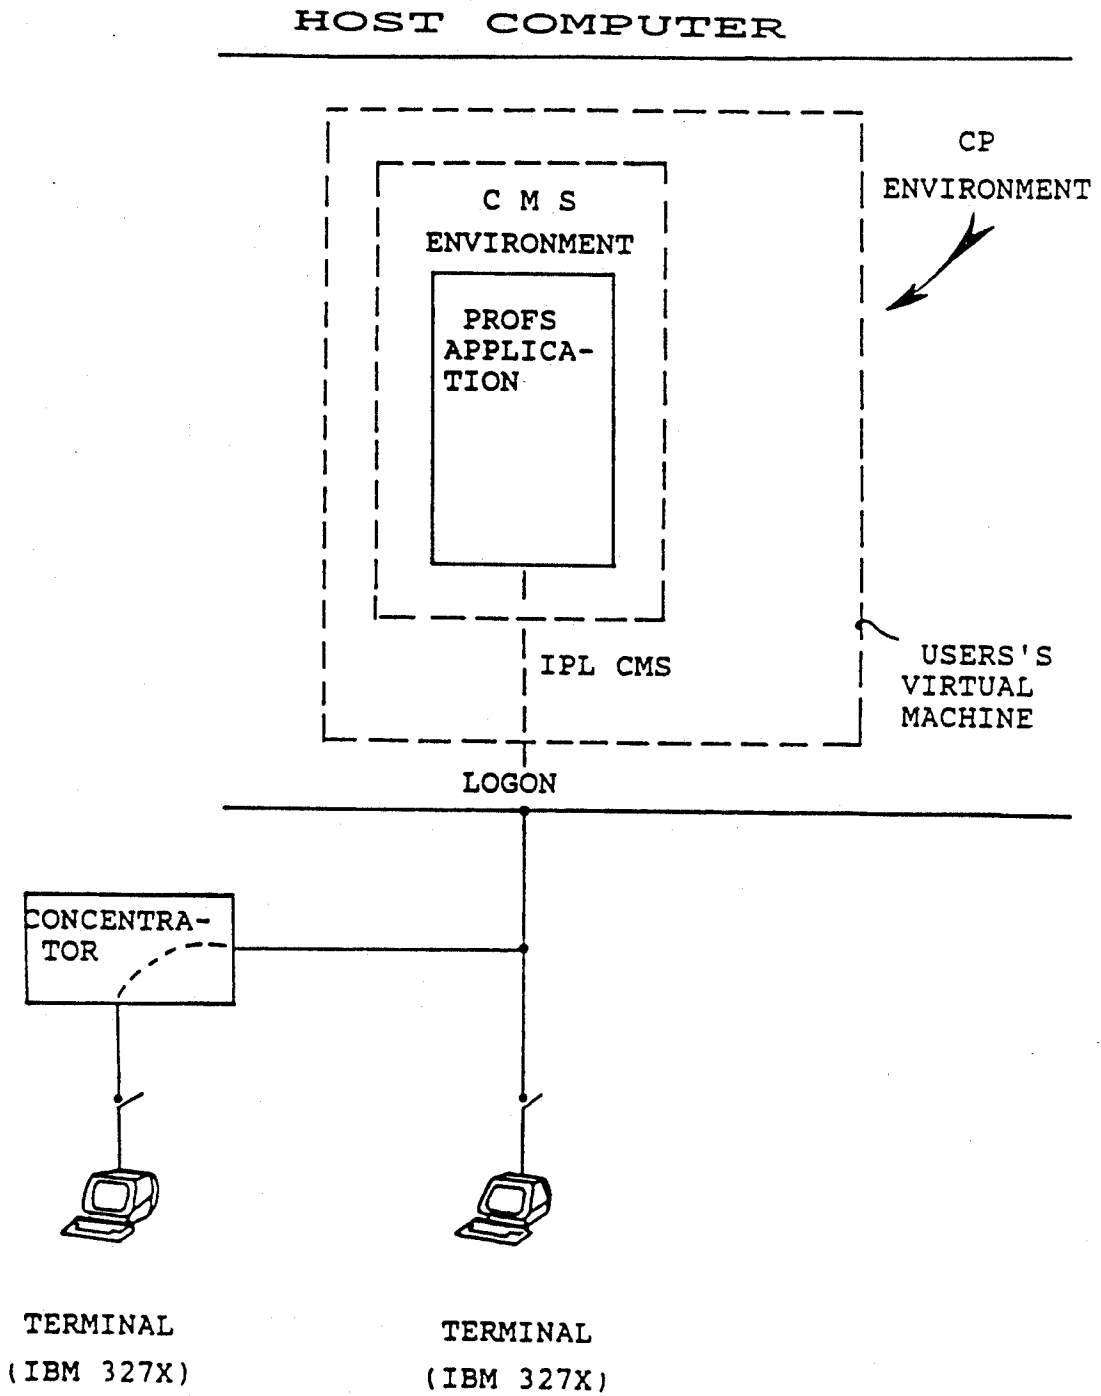 HOST COMPUTER
CP
ENVIRONMENT
C M S
ENVIRONMENT
PROFS
APPLICA-
TION
IPL CMS
USERS'S
VIRTUAL
MACHINE
LOGON
CONCENTRA-
TOR
TERMINAL
(IBM 327X)
TERMINAL
(IBM 327X)